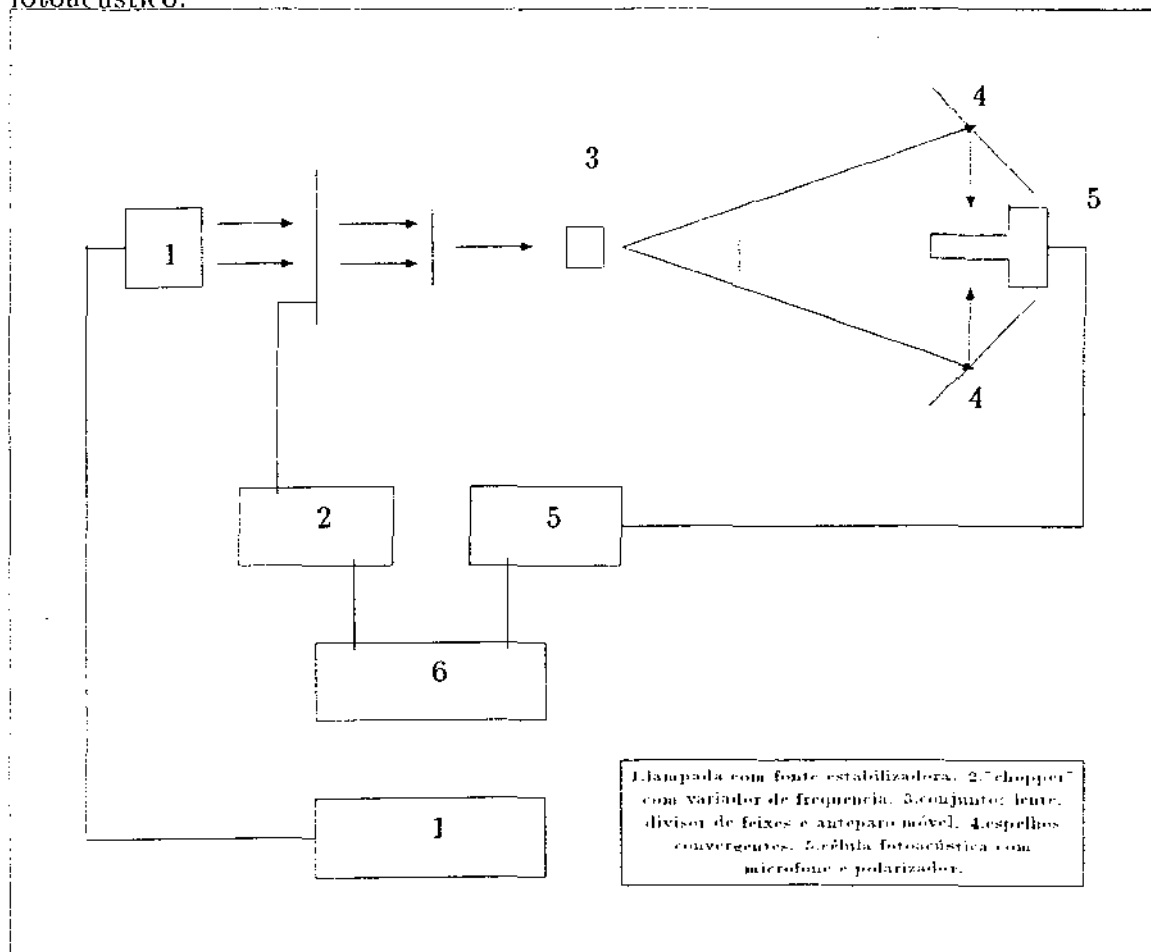 fotoacústico.
4
3
5
1
4
2
5
6
1
1.lampada com fonte estabilizadora. 2."chopper"
com variador de frequencia. 3.conjunto: lente,
divisor de feixes e anteparo móvel. 4.espelhos
convergentes. 5.célula fotoacústica com
microfone e polarizador.